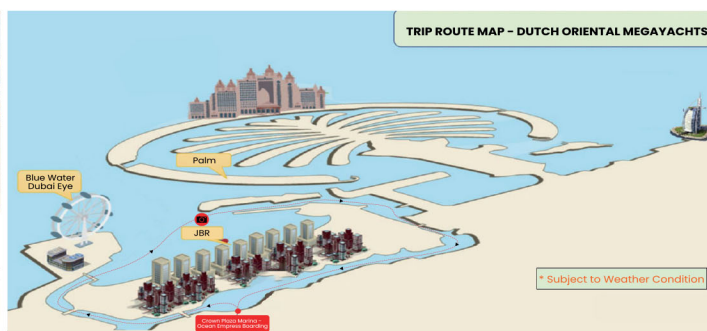 TRIP ROUTE MAP - DUTCH ORIENTAL MEGAYACHTS
Palm
Blue Water
Dubai Eye
JBR
* Subject to Weather Condition
Crown Plaza Marina -
Ocean Empress Boarding